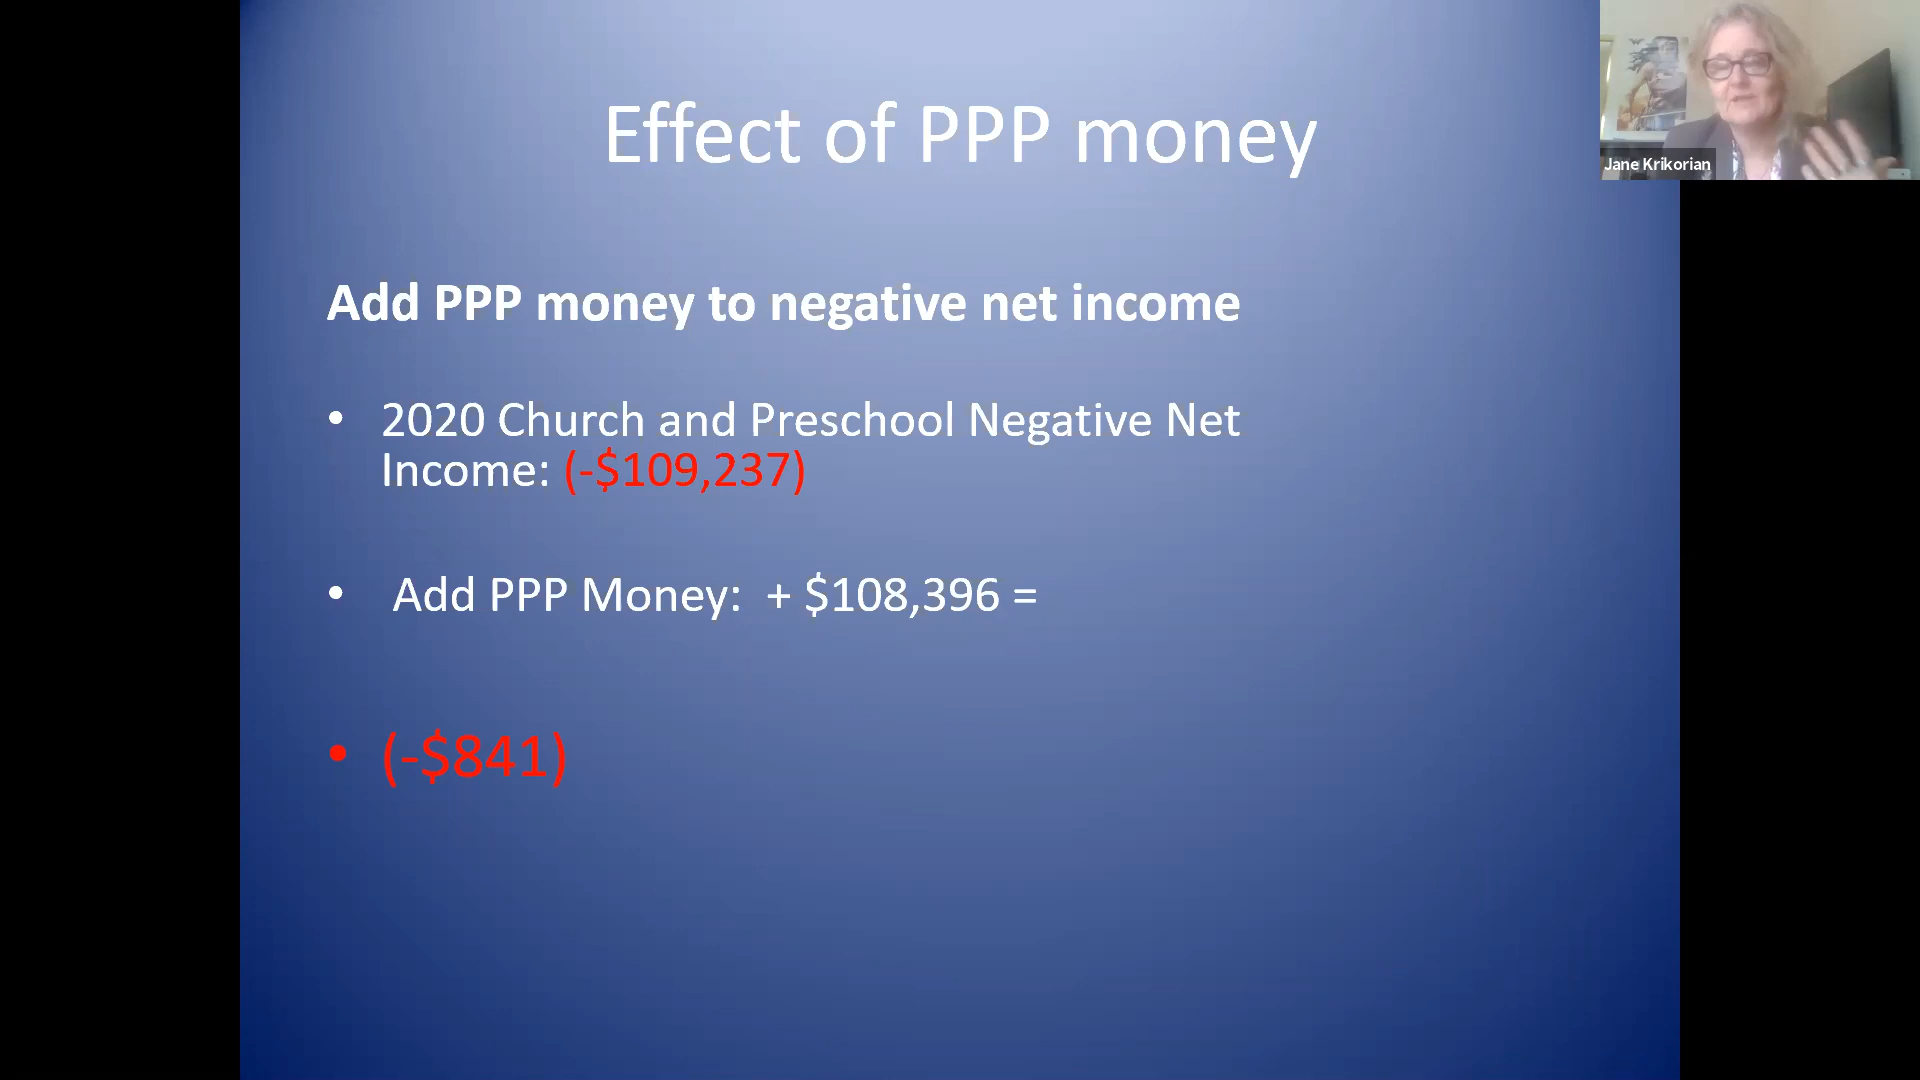 Effect of PPP money
Jane Krikorian
Add PPP money to negative net income
• 2020 Church and Preschool Negative Net
Income: (-$109,237)
• Add PPP Money: + $108,396 =
• (-$841)